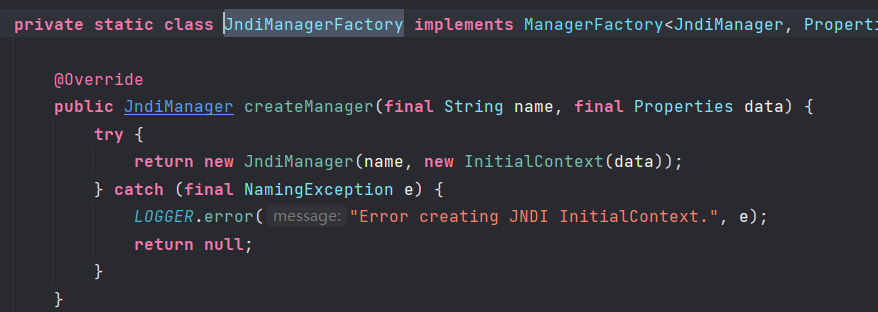 private static class JndiManagerFactory implements ManagerFactory<JndiManager, Properti
@Override
public JndiManager createManager(final String name, final Properties data) {
try {
return new JndiManager(name, new InitialContext(data));
} catch (final NamingException e) {
LOGGER.error( message: "Error creating JNDI InitialContext.", e);
return null;
}
}